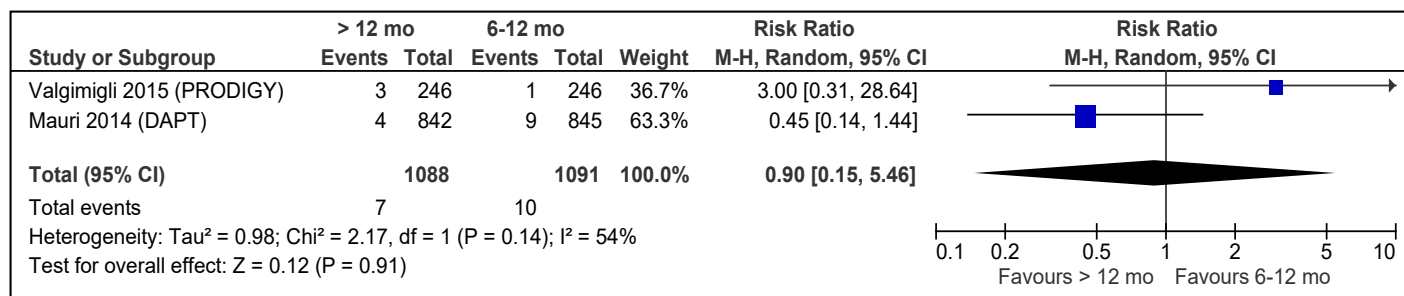 > 12 mo 6-12 mo Risk Ratio Risk Ratio
Study or Subgroup Events Total Events Total Weight M-H, Random, 95% CI M-H, Random, 95% CI
Valgimigli 2015 (PRODIGY) 3 246 1 246 36.7% 3.00 [0.31, 28.64]
Mauri 2014 (DAPT) 4 842 9 845 63.3% 0.45 [0.14, 1.44]
Total (95% CI) 1088 1091 100.0% 0.90 [0.15, 5.46]
Total events 7 10
Heterogeneity: Tau² = 0.98; Chi² = 2.17, df = 1 (P = 0.14); I² = 54%
Test for overall effect: Z = 0.12 (P = 0.91)
0.1 0.2 0.5 1 2 5 10
Favours > 12 mo Favours 6-12 mo